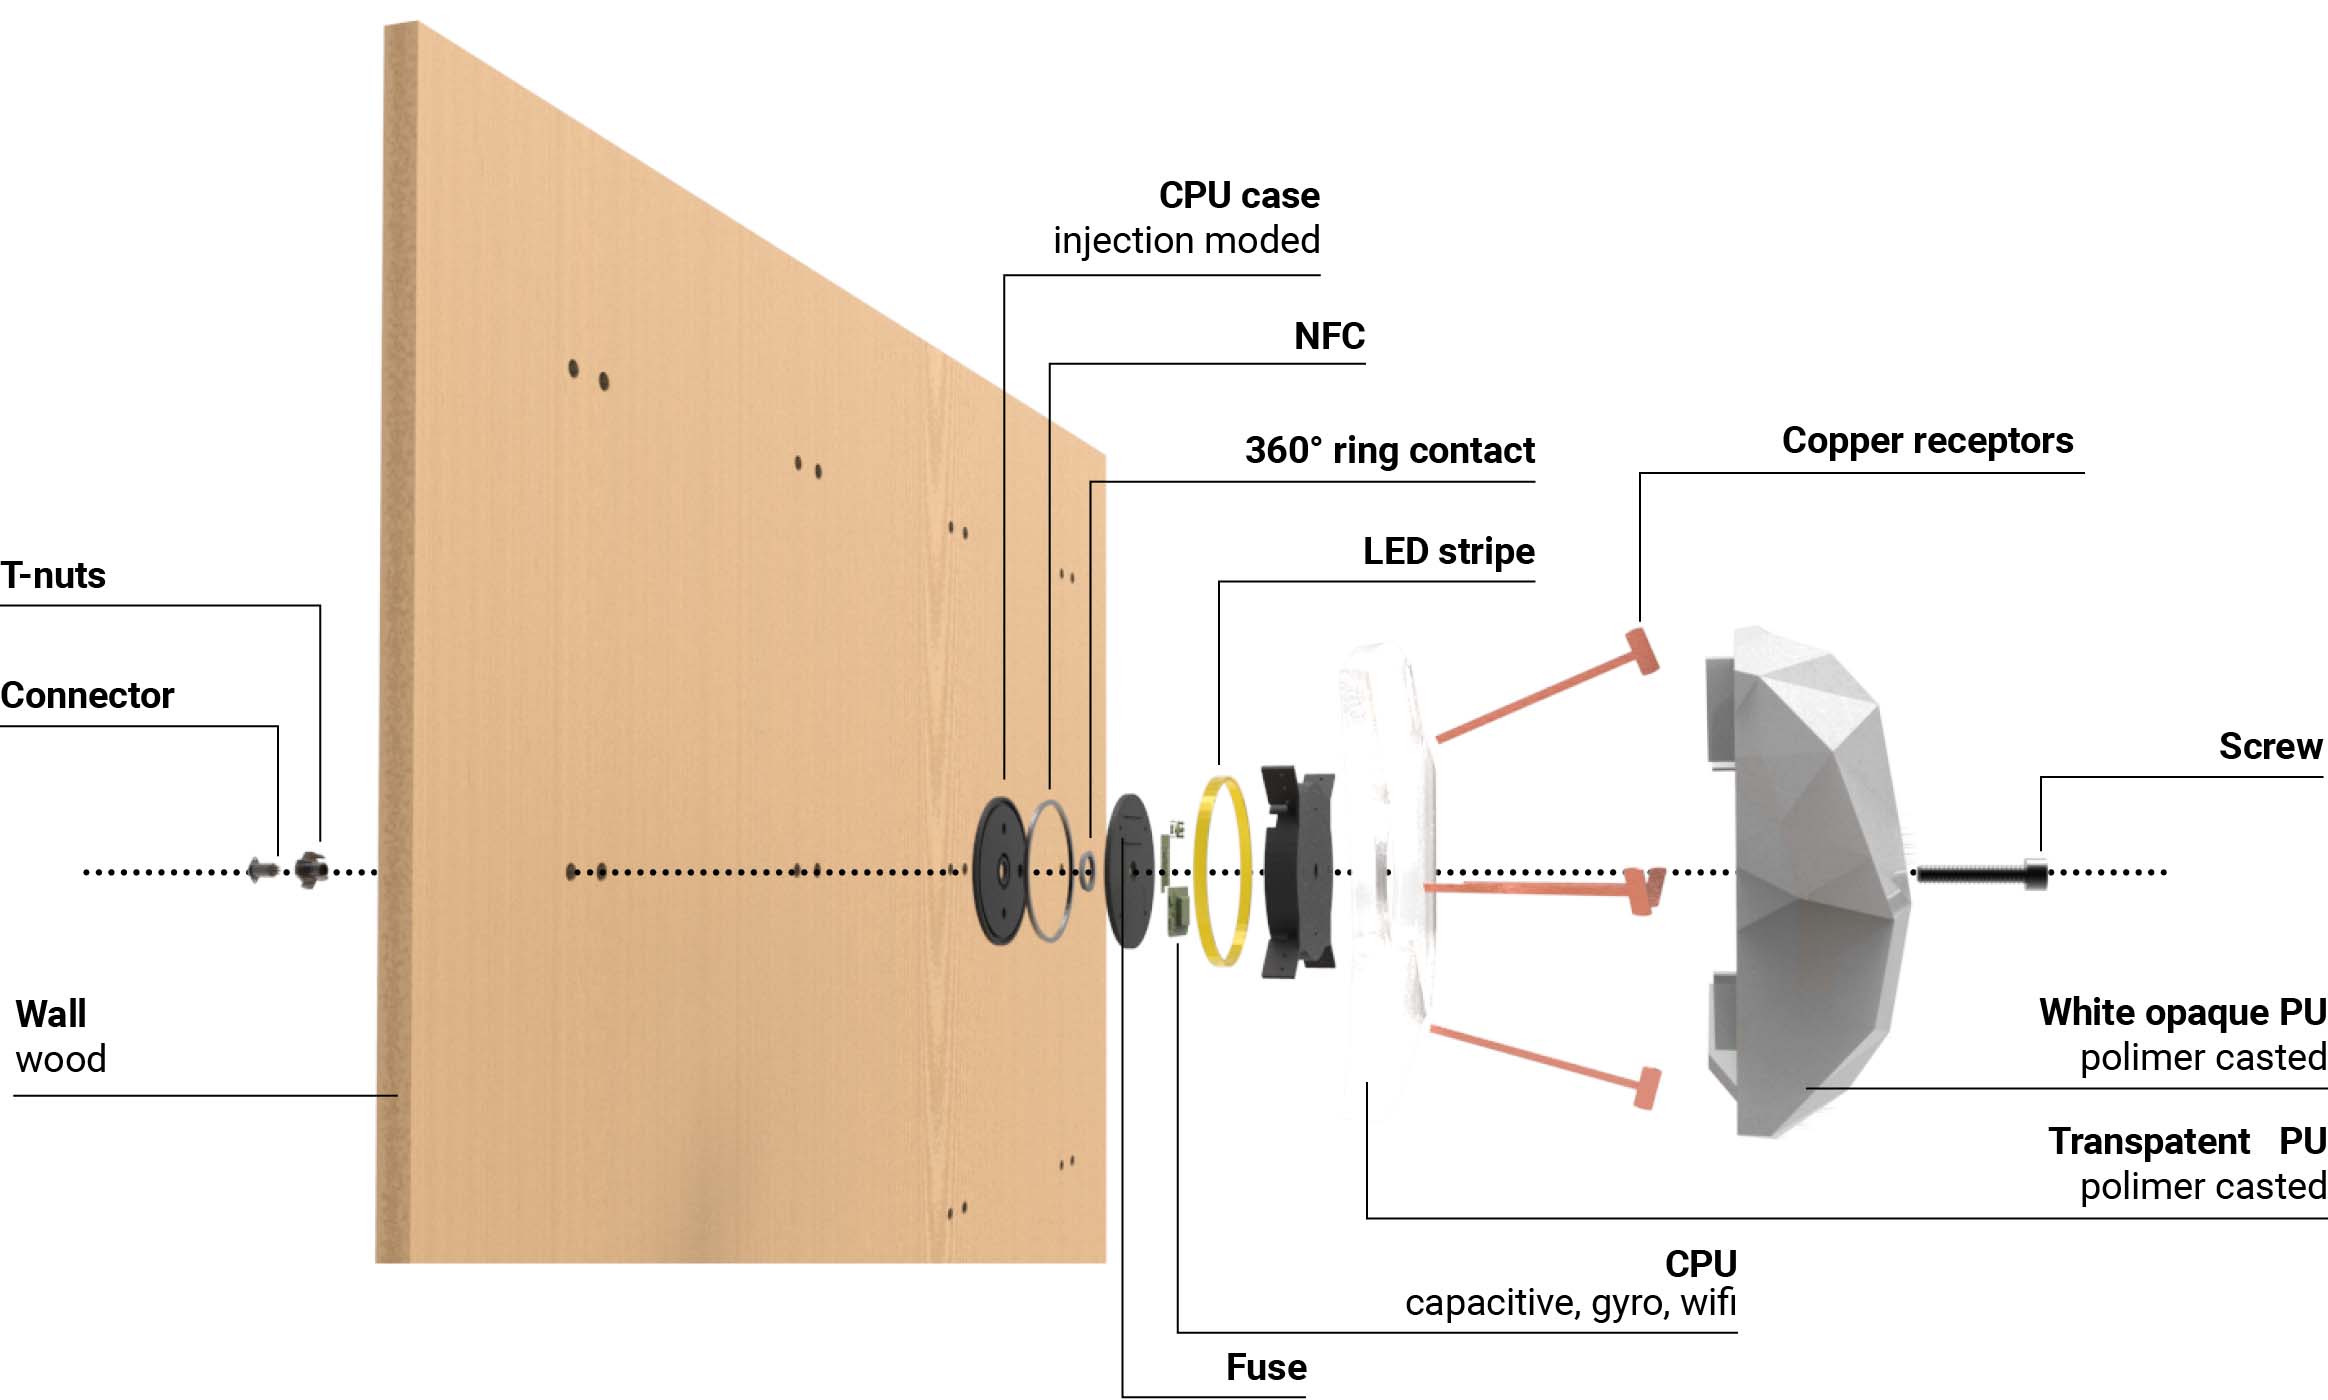 CPU case
injection moded
NFC
360° ring contact
LED stripe
Copper receptors
T-nuts
Connector
Screw
Wall
wood
White opaque PU
polimer casted
Transpatent PU
polimer casted
CPU
capacitive, gyro, wifi
Fuse